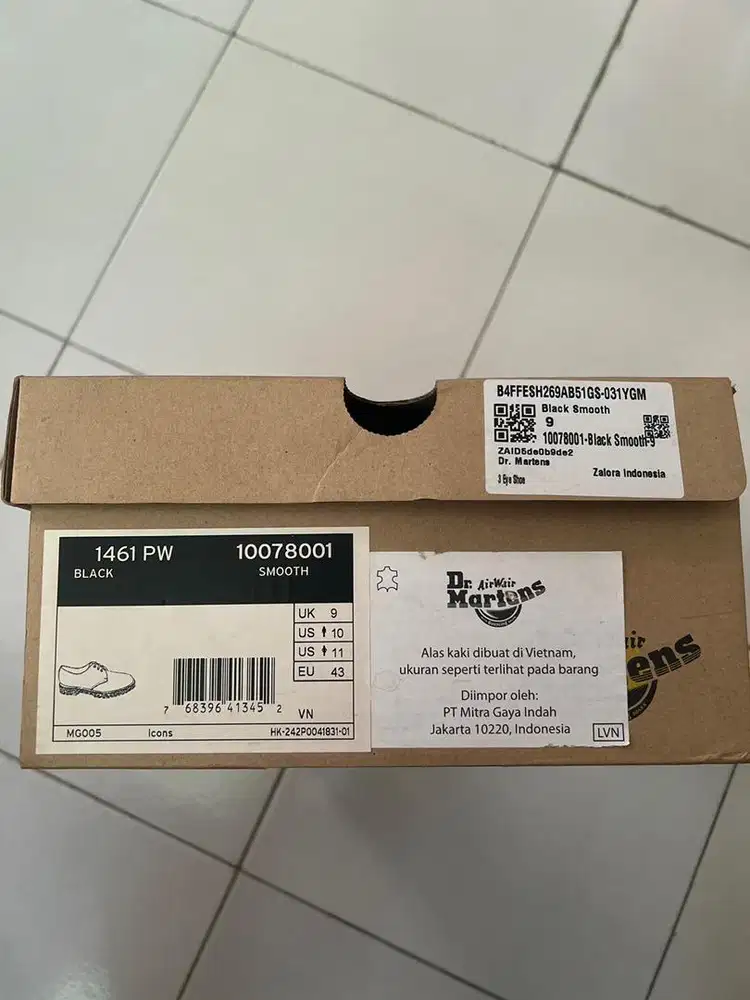 B4FFESH269AB51GS-031YGM
Black Smooth
9
10078001-Black Smooth-9
ZAID5de0b9de2
Dr. Martens
3 Eye Shoe
Zalora Indonesia
1461 PW
10078001
BLACK
SMOOTH
UK 9
US 10
US 11
EU 43
7 68396 41345 2
VN
MG005
Icons
HK-242P0041831-01
Dr. AirWair
Martens
Alas kaki dibuat di Vietnam,
ukuran seperti terlihat pada barang
Diimpor oleh:
PT Mitra Gaya Indah
Jakarta 10220, Indonesia
LVN
ir
ens